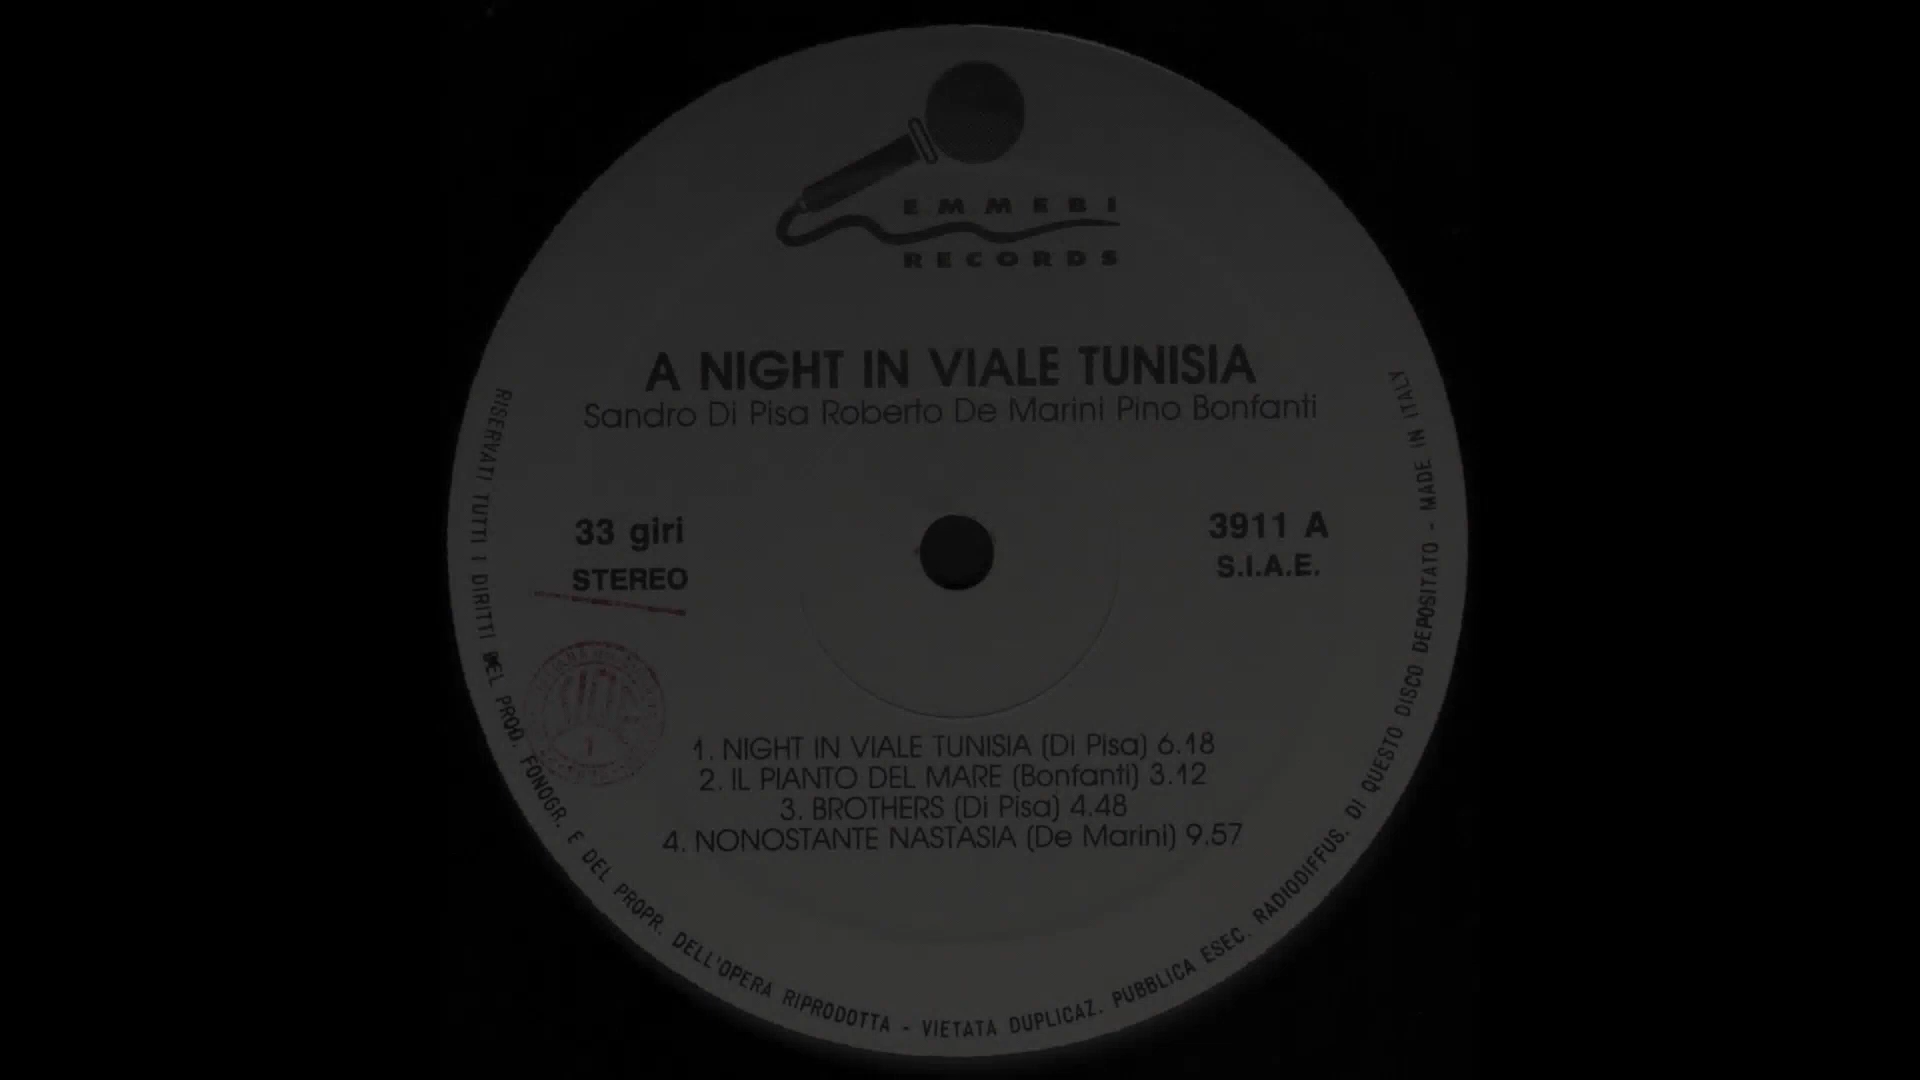 EMMEBI
RECORDS
A NIGHT IN VIALE TUNISIA
Sandro Di Pisa Roberto De Marini Pino Bonfanti
33 giri
STEREO
3911 A
S.I.A.E.
1. NIGHT IN VIALE TUNISIA (Di Pisa) 6.18
2. IL PIANTO DEL MARE (Bonfanti) 3.12
3. BROTHERS (Di Pisa) 4.48
4. NONOSTANTE NASTASIA (De Marini) 9.57
RISERVATI TUTTI I DIRITTI DEL PROD. FONOGR. E DEL PROPR. DELL'OPERA RIPRODOTTA - VIETATA DUPLICAZ. PUBBLICA ESEC. RADIODIFFUS. DI QUESTO DISCO DEPOSITATO - MADE IN ITALY